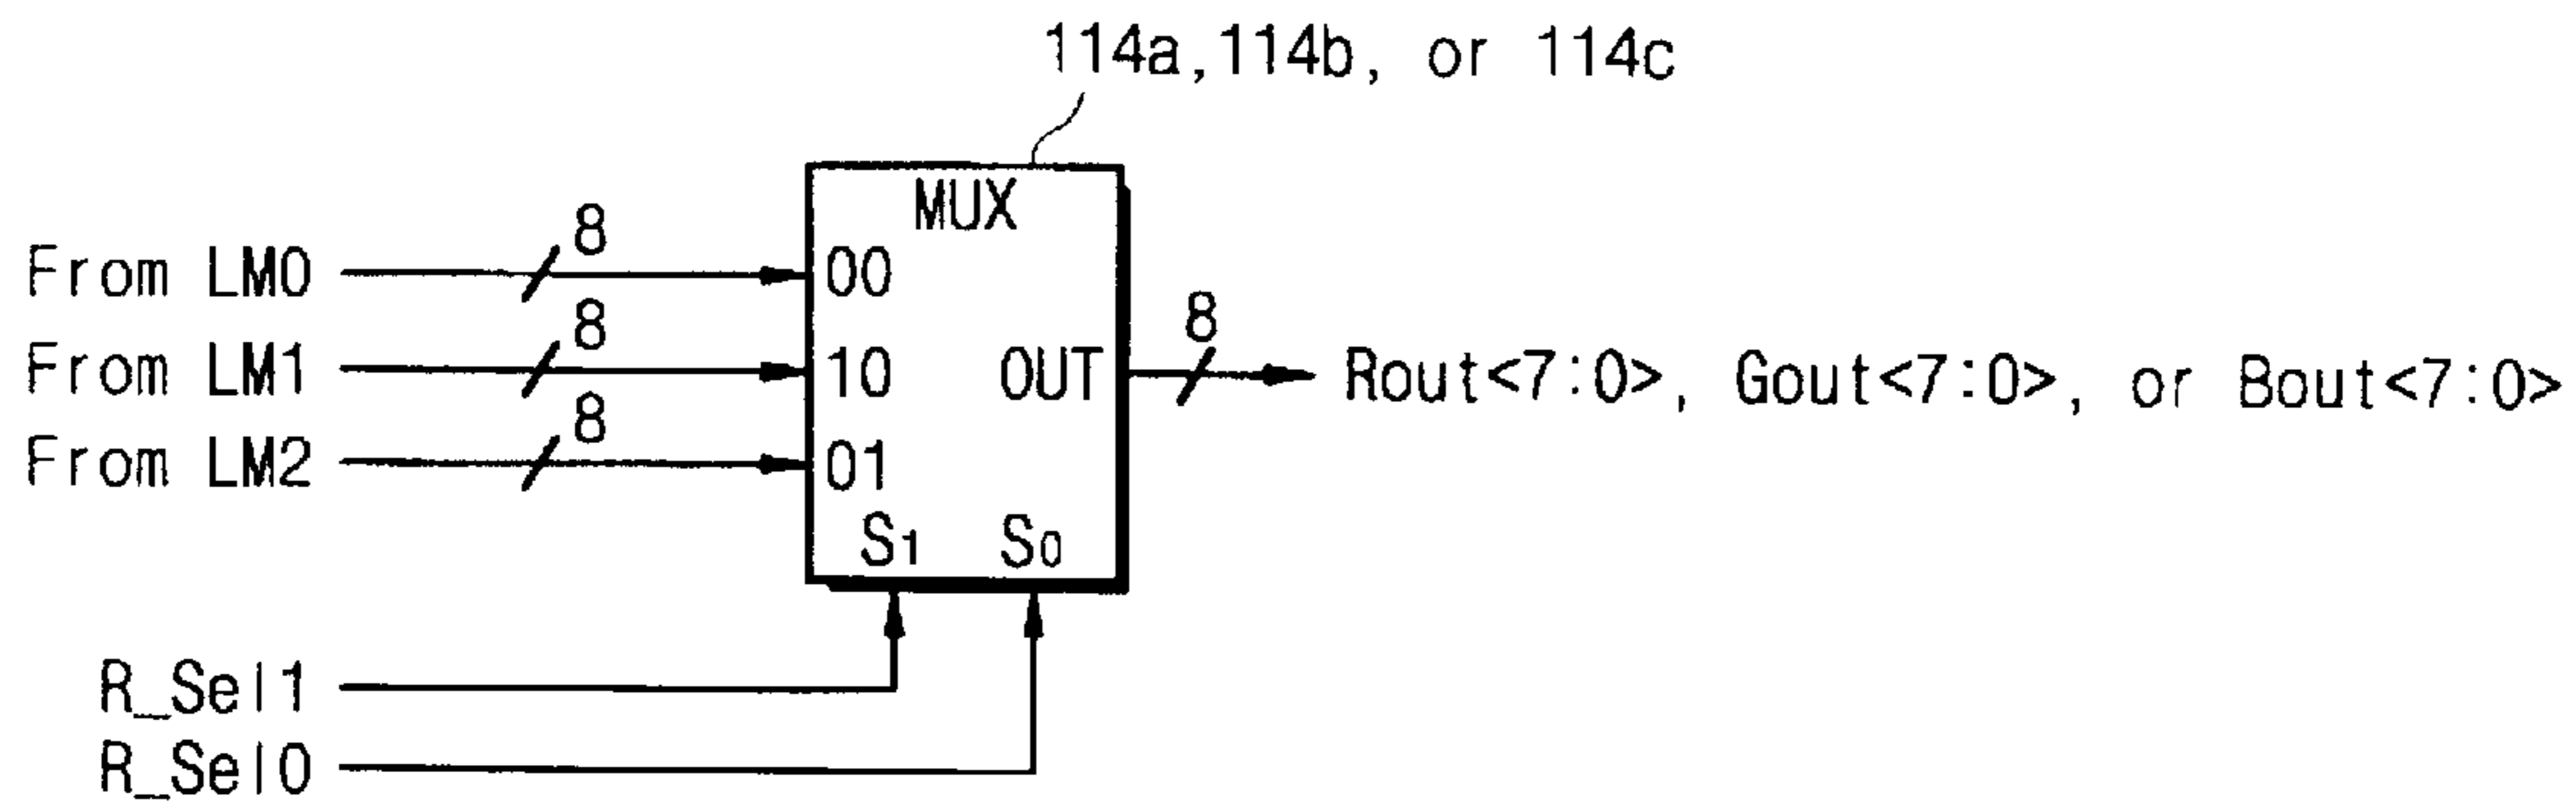 114a,114b, or 114c
MUX
8
From LM0
00
8
From LM1
10
OUT
8
Rout<7:0>, Gout<7:0>, or Bout<7:0>
8
From LM2
01
S1
S0
R_Sel1
R_Sel0